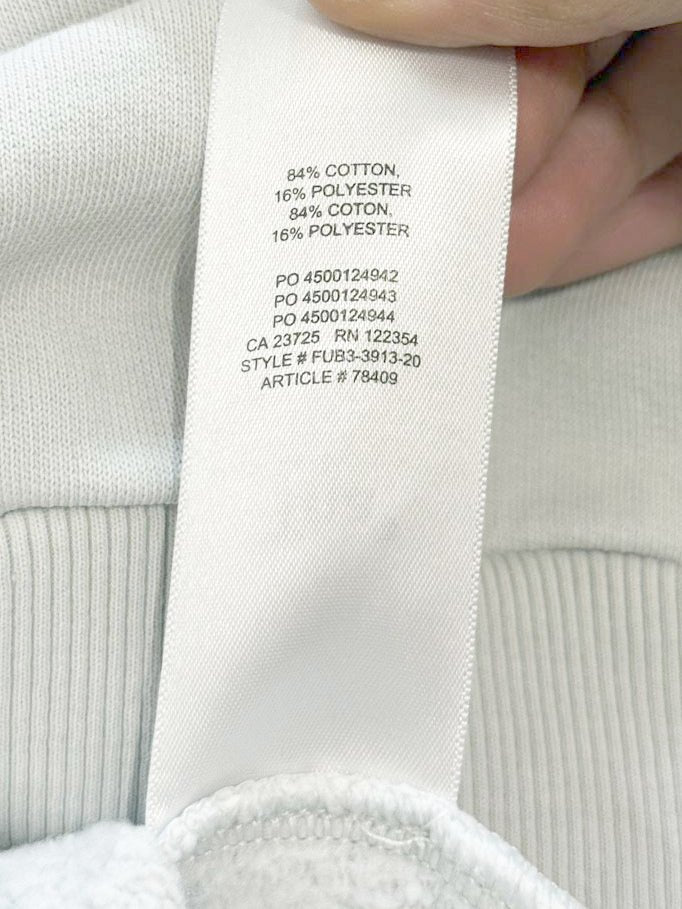 84% COTTON,
16% POLYESTER
84% COTON,
16% POLYESTER
PO 4500124942
PO 4500124943
PO 4500124944
CA 23725 RN 122354
STYLE # FUB3-3913-20
ARTICLE # 78409